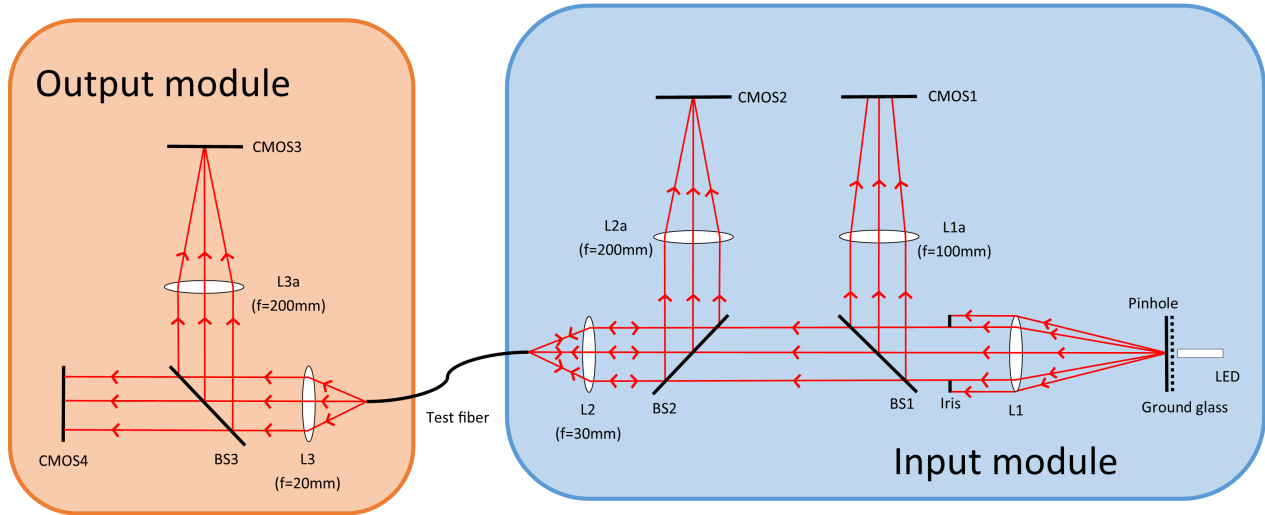 Output module
CMOS3
L3a
(f=200mm)
CMOS4
BS3
L3
(f=20mm)
Test fiber
CMOS2
CMOS1
L2a
(f=200mm)
L1a
(f=100mm)
Pinhole
LED
L2
(f=30mm)
BS2
BS1
Iris
L1
Ground glass
Input module